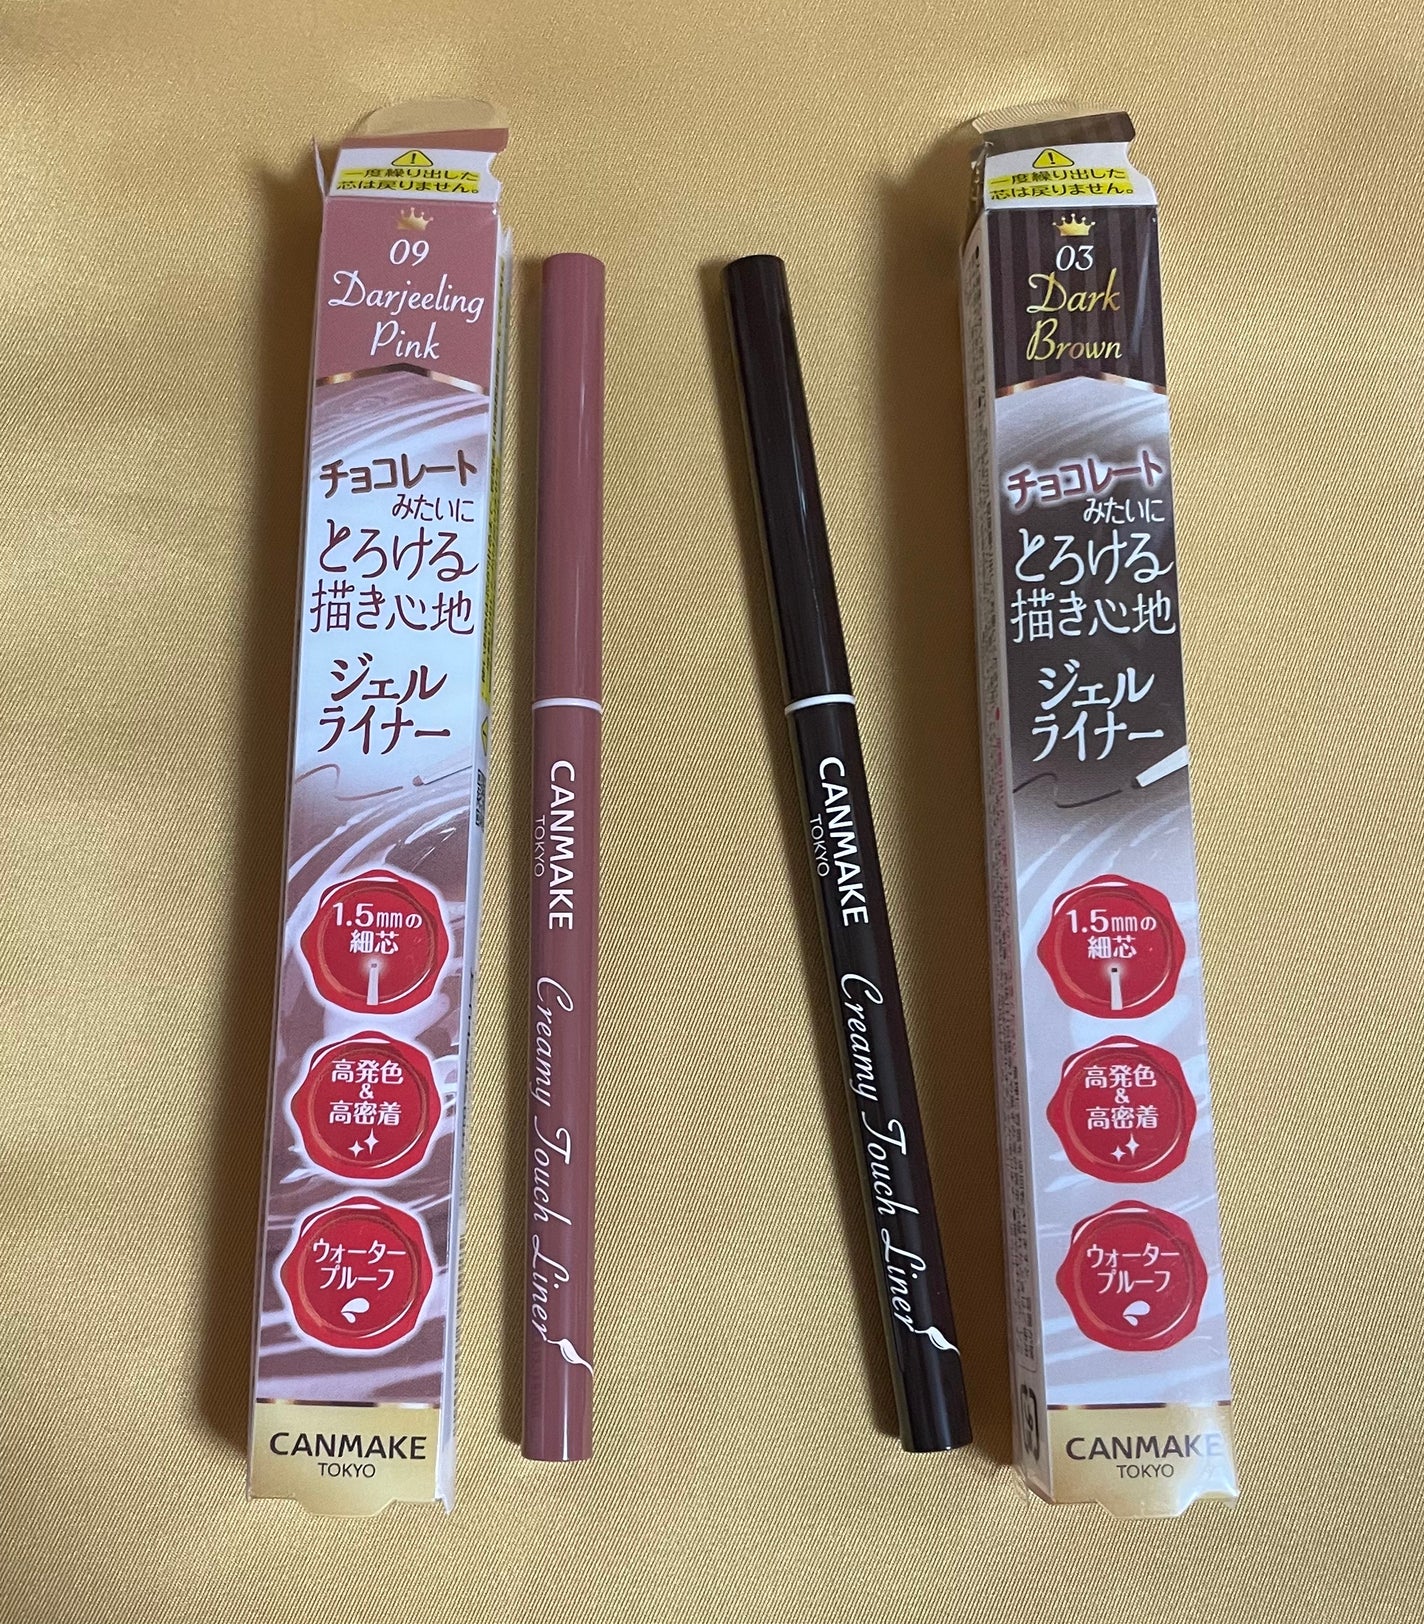 一度繰り出した
芯は戻りません。
09
Darjeeling
Pink
チョコレート
みたいに
とろける
描き心地
ジェル
ライナー
1.5mmの
細芯
高発色
&
高密着
ウォーター
プルーフ
CANMAKE
TOKYO
CANMAKE
TOKYO
Creamy Touch Liner
CANMAKE
TOKYO
Creamy Touch Liner
一度繰り出した
芯は戻りません。
03
Dark
Brown
チョコレート
みたいに
とろける
描き心地
ジェル
ライナー
1.5mmの
細芯
高発色
&
高密着
ウォーター
プルーフ
CANMAKE
TOKYO